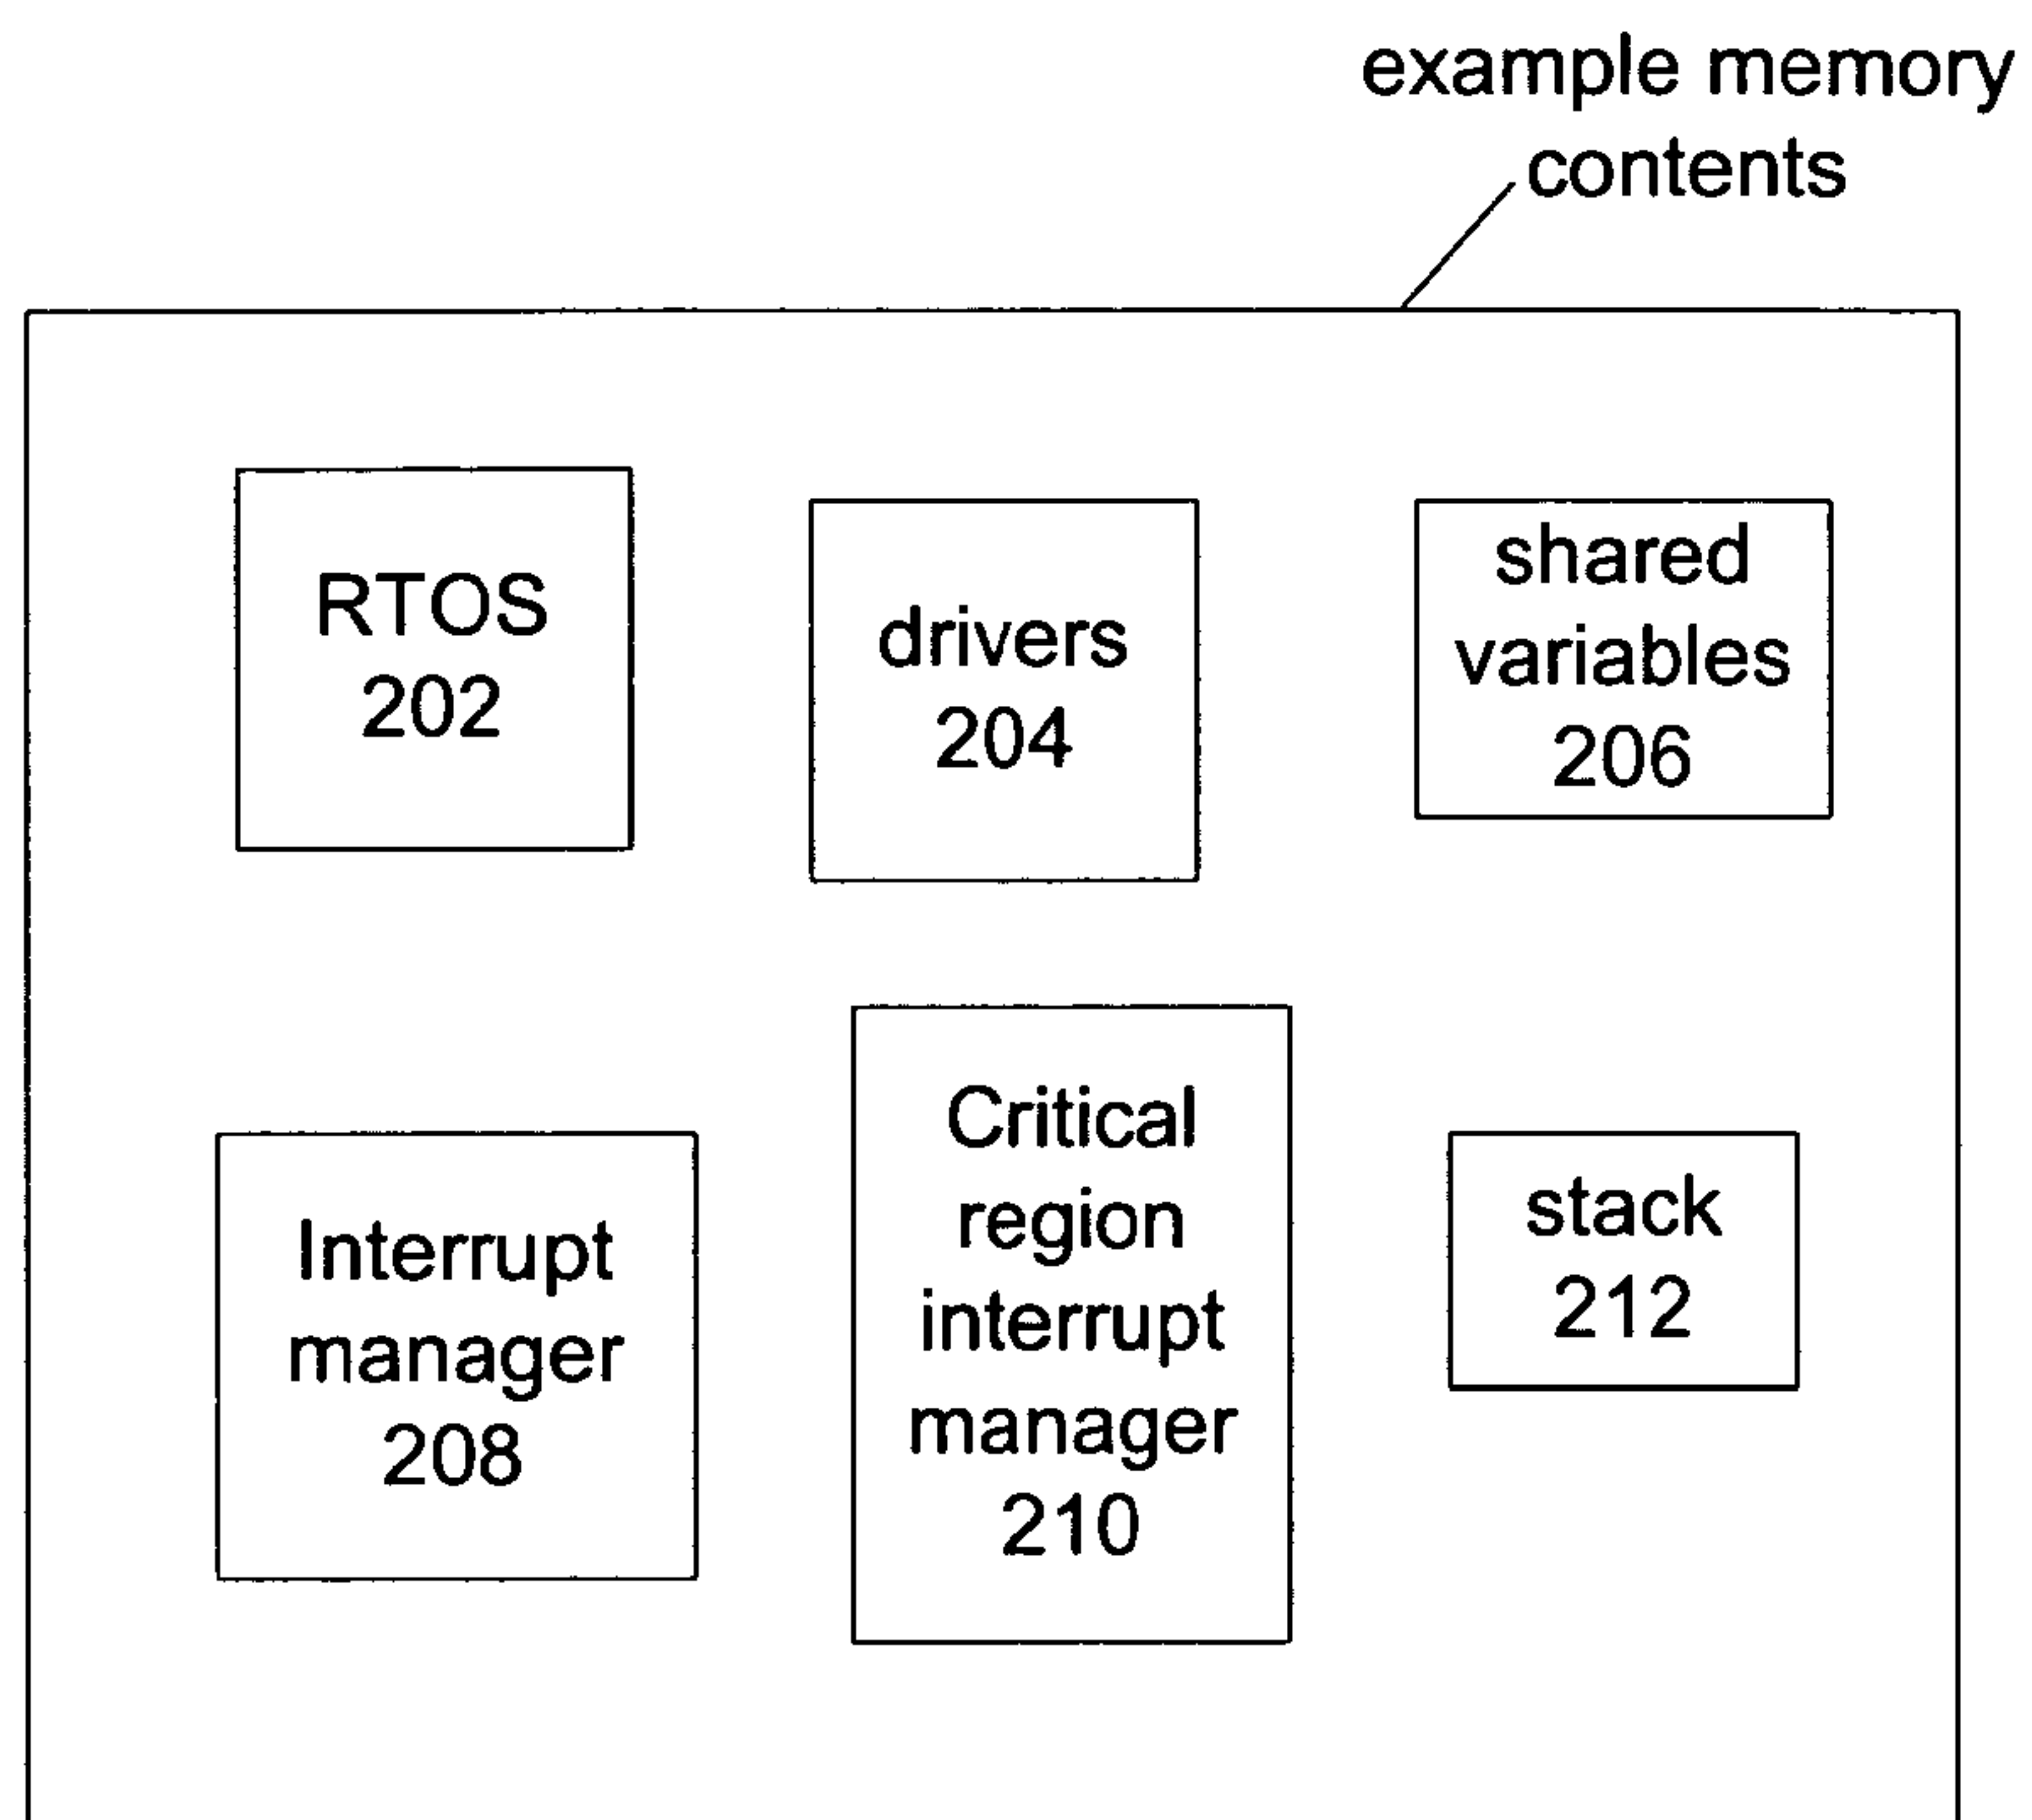 example memory
contents
RTOS
202
drivers
204
shared
variables
206
Interrupt
manager
208
Critical
region
interrupt
manager
210
stack
212